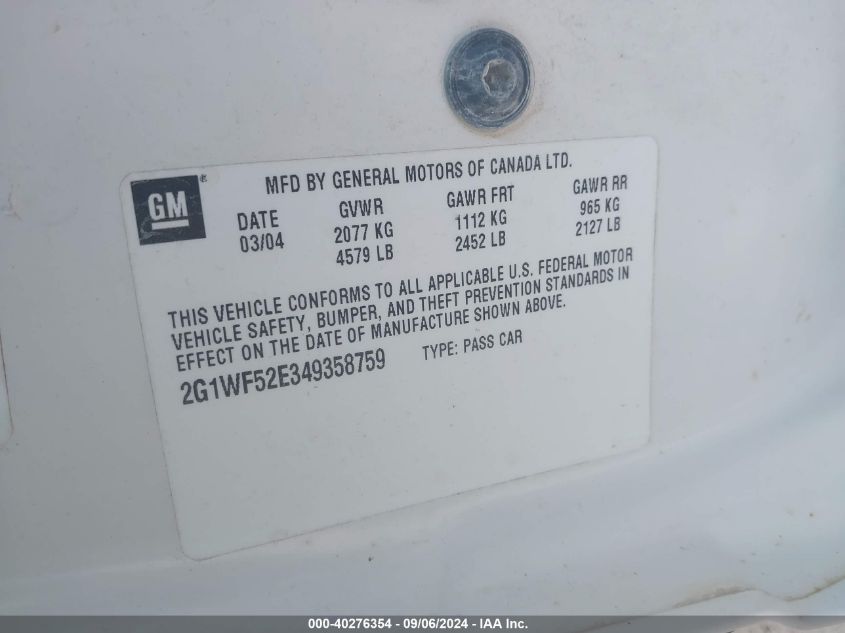 GM ®
MFD BY GENERAL MOTORS OF CANADA LTD.
DATE GVWR GAWR FRT GAWR RR
03/04 2077 KG 1112 KG 965 KG
4579 LB 2452 LB 2127 LB
THIS VEHICLE CONFORMS TO ALL APPLICABLE U.S. FEDERAL MOTOR
VEHICLE SAFETY, BUMPER, AND THEFT PREVENTION STANDARDS IN
EFFECT ON THE DATE OF MANUFACTURE SHOWN ABOVE.
2G1WF52E349358759 TYPE: PASS CAR
000-40276354 - 09/06/2024 - IAA Inc.